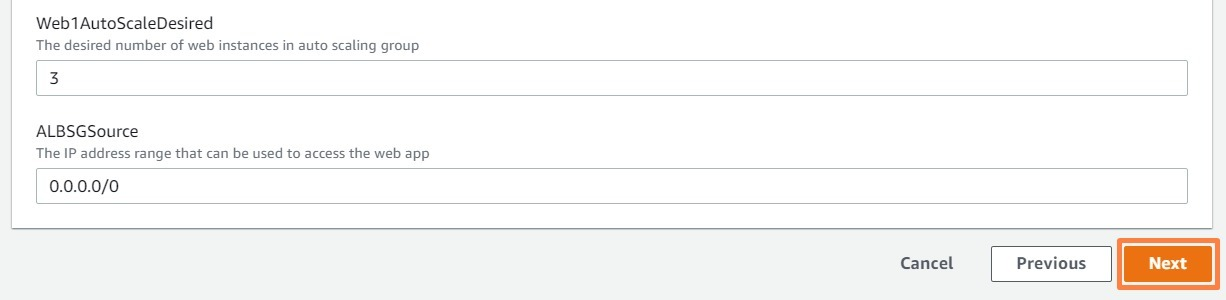 Web1AutoScaleDesired
The desired number of web instances in auto scaling group
3
ALBSGSource
The IP address range that can be used to access the web app
0.0.0.0/0
Cancel Previous Next